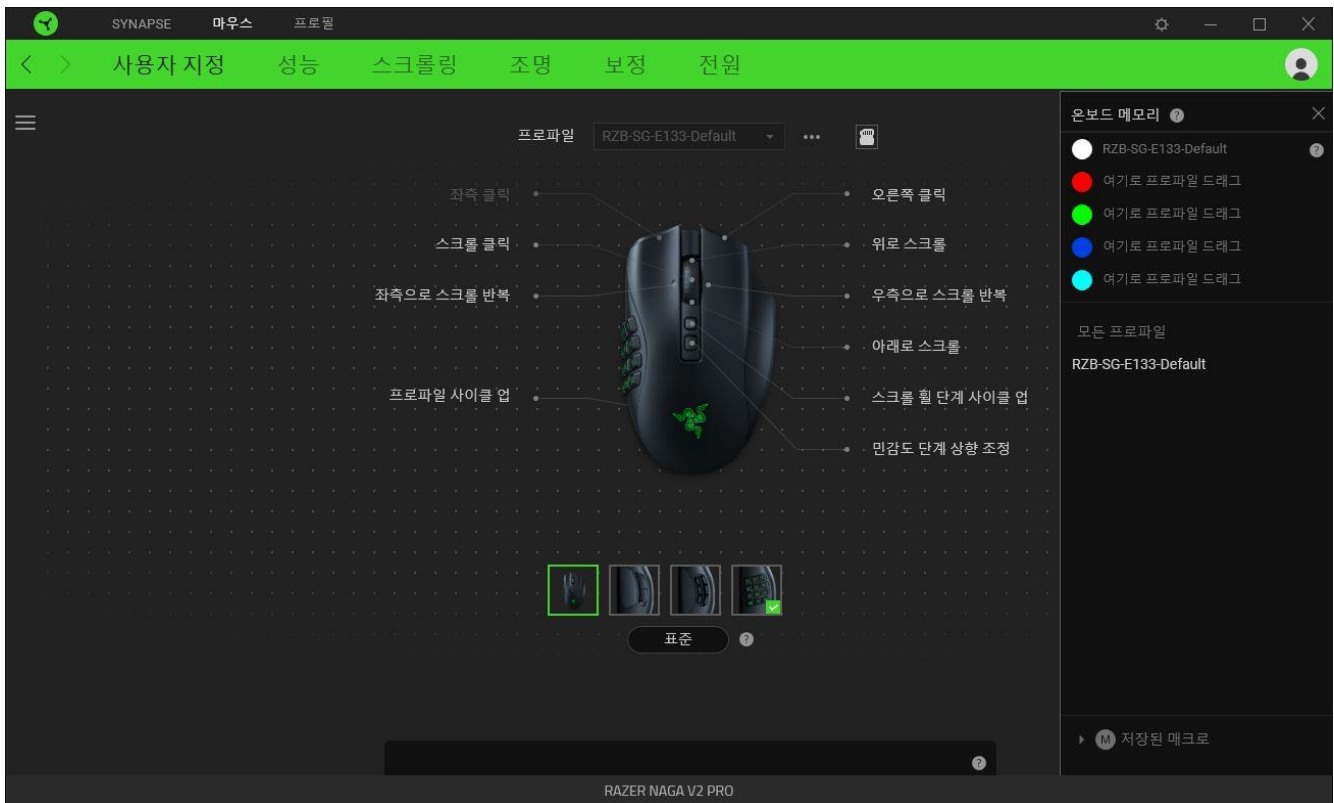 SYNAPSE 마우스 프로필
사용자 지정 성능 스크롤링 조명 보정 전원
프로파일 RZB-SG-E133-Default
좌측 클릭
스크롤 클릭
좌측으로 스크롤 반복
프로파일 사이클 업
오른쪽 클릭
위로 스크롤
우측으로 스크롤 반복
아래로 스크롤
스크롤 휠 단계 사이클 업
민감도 단계 상향 조정
표준 ?
?
온보드 메모리 ?
RZB-SG-E133-Default ?
여기로 프로파일 드래그
여기로 프로파일 드래그
여기로 프로파일 드래그
여기로 프로파일 드래그
모든 프로파일
RZB-SG-E133-Default
M 저장된 매크로
RAZER NAGA V2 PRO